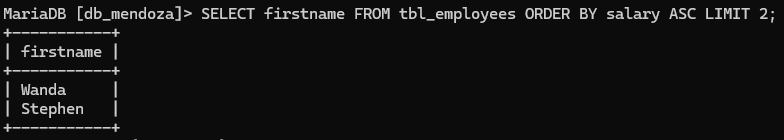 MariaDB [db_mendoza]> SELECT firstname FROM tbl_employees ORDER BY salary ASC LIMIT 2;
+-----------+
| firstname |
+-----------+
| Wanda     |
| Stephen   |
+-----------+